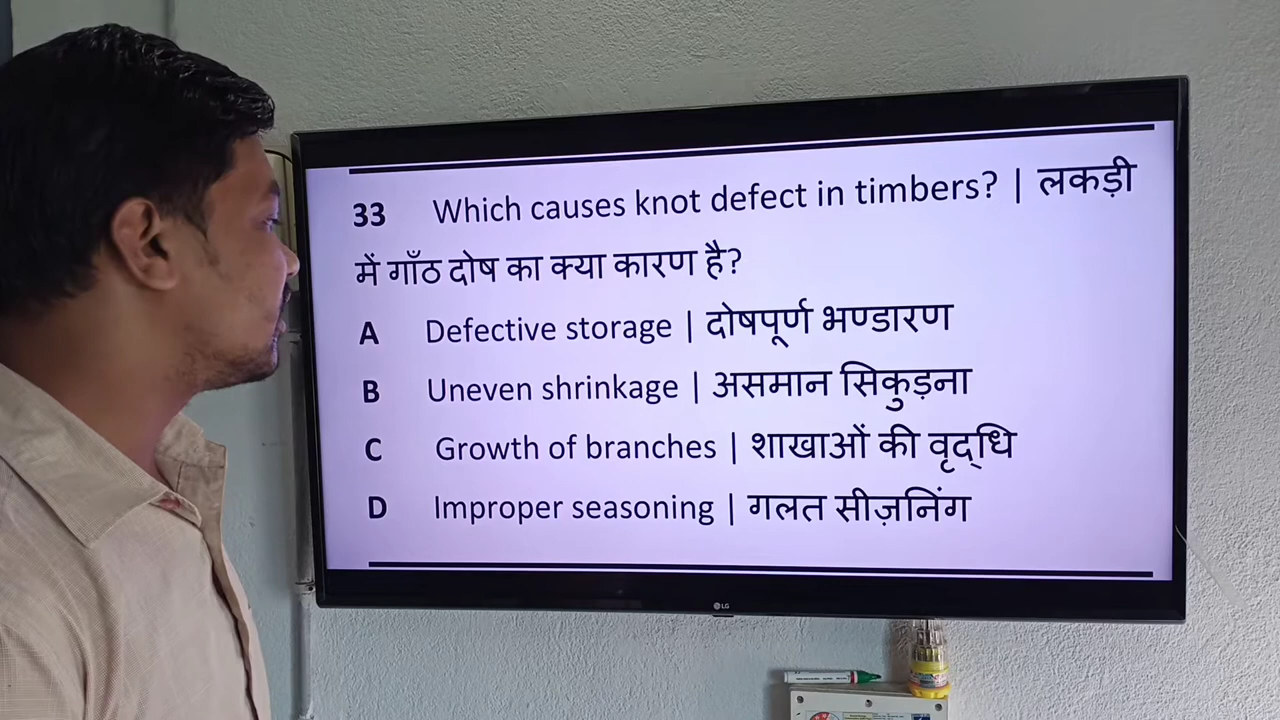 33 Which causes knot defect in timbers? | लकड़ी
में गाँठ दोष का क्या कारण है?
A Defective storage | दोषपूर्ण भण्डारण
B Uneven shrinkage | असमान सिकुड़ना
C Growth of branches | शाखाओं की वृद्धि
D Improper seasoning | गलत सीज़निंग
LG